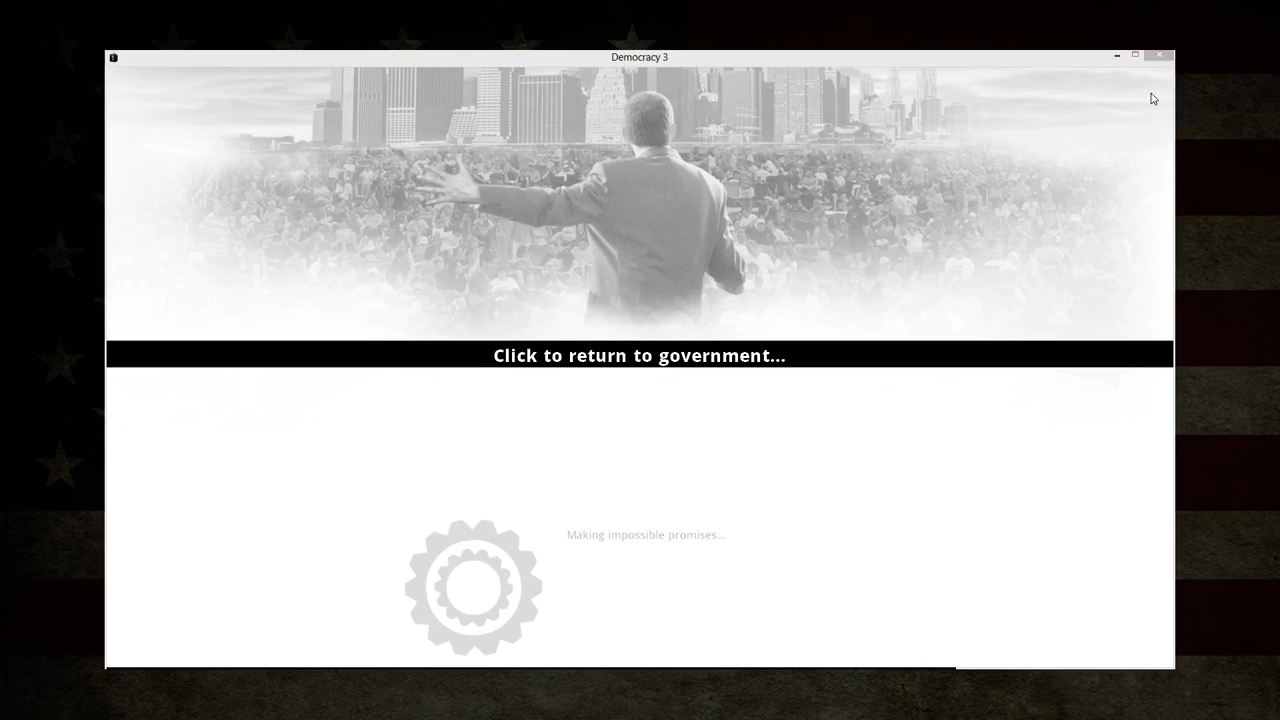 Democracy 3
Click to return to government...
Making impossible promises...